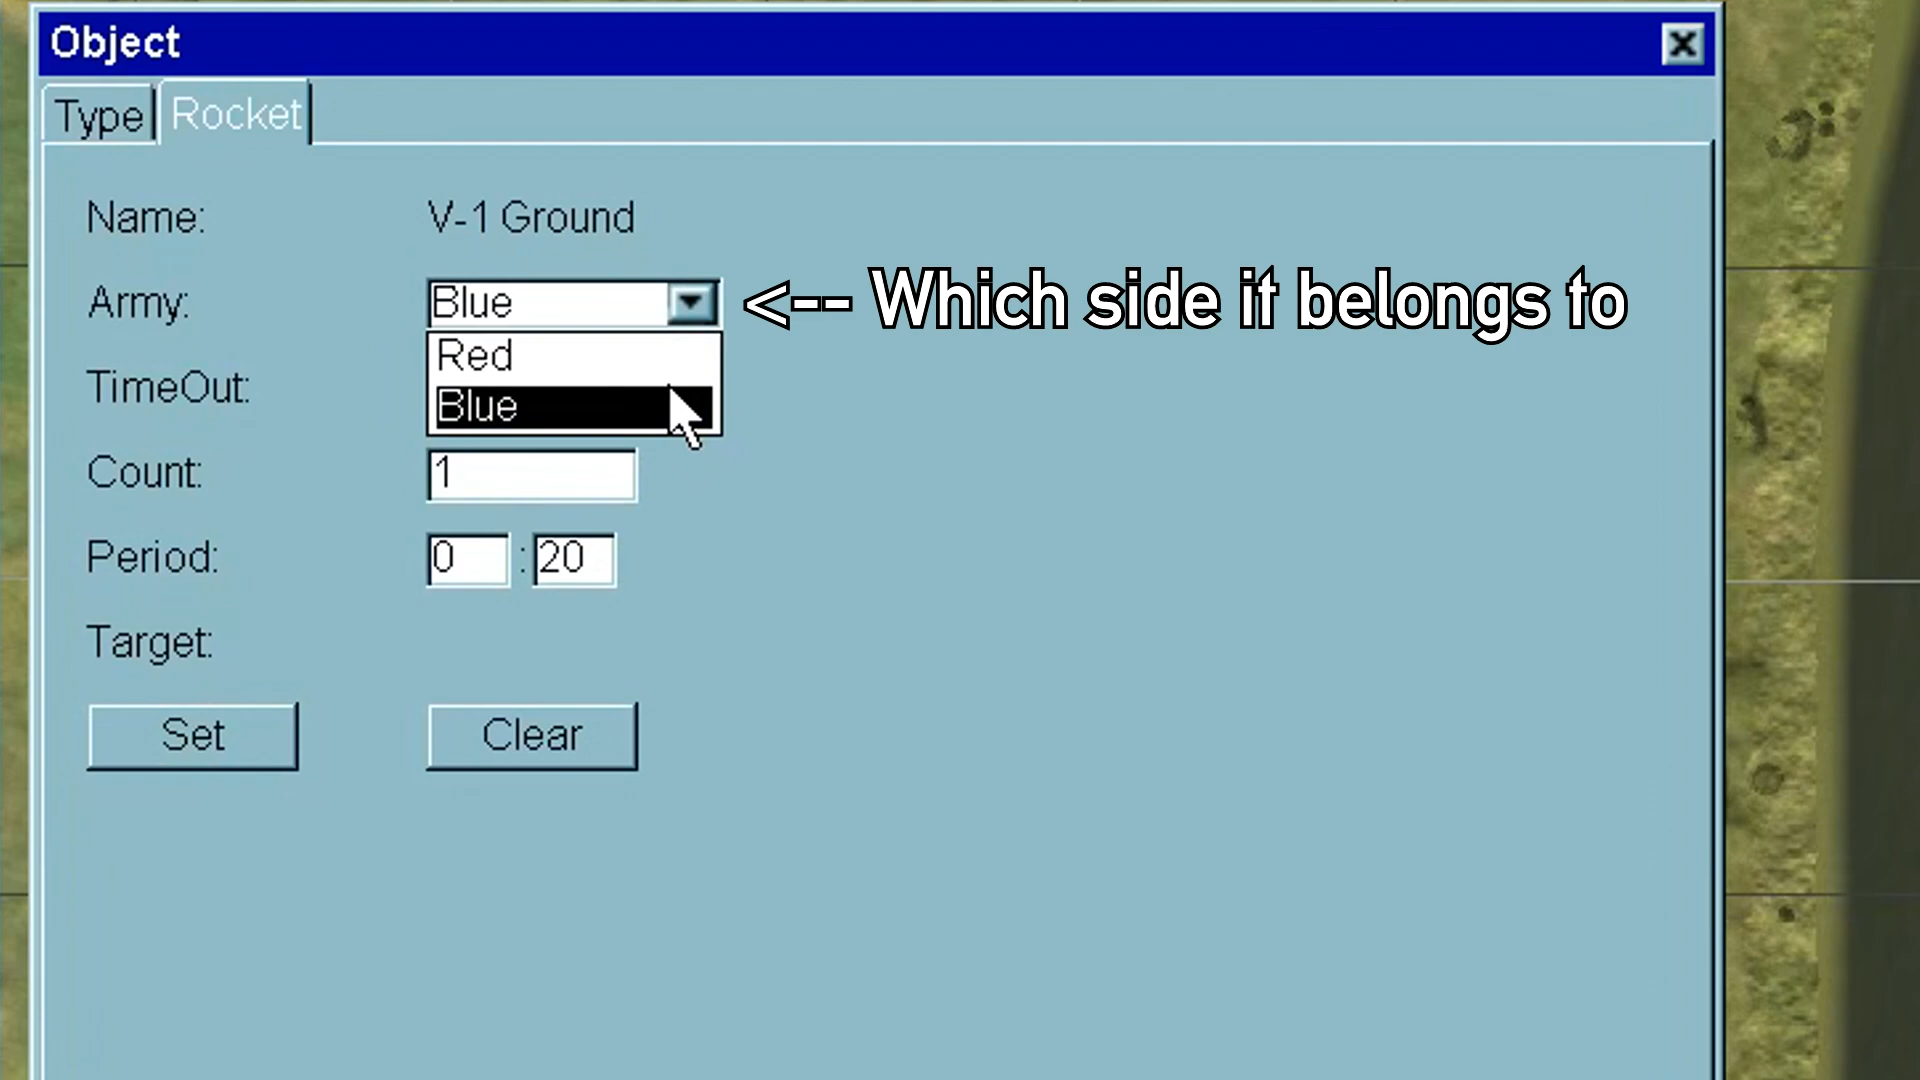 Object
Type Rocket
Name: V-1 Ground
Army: Blue <-- Which side it belongs to
Red
TimeOut:
Blue
Count: 1
Period: 0 : 20
Target:
Set Clear